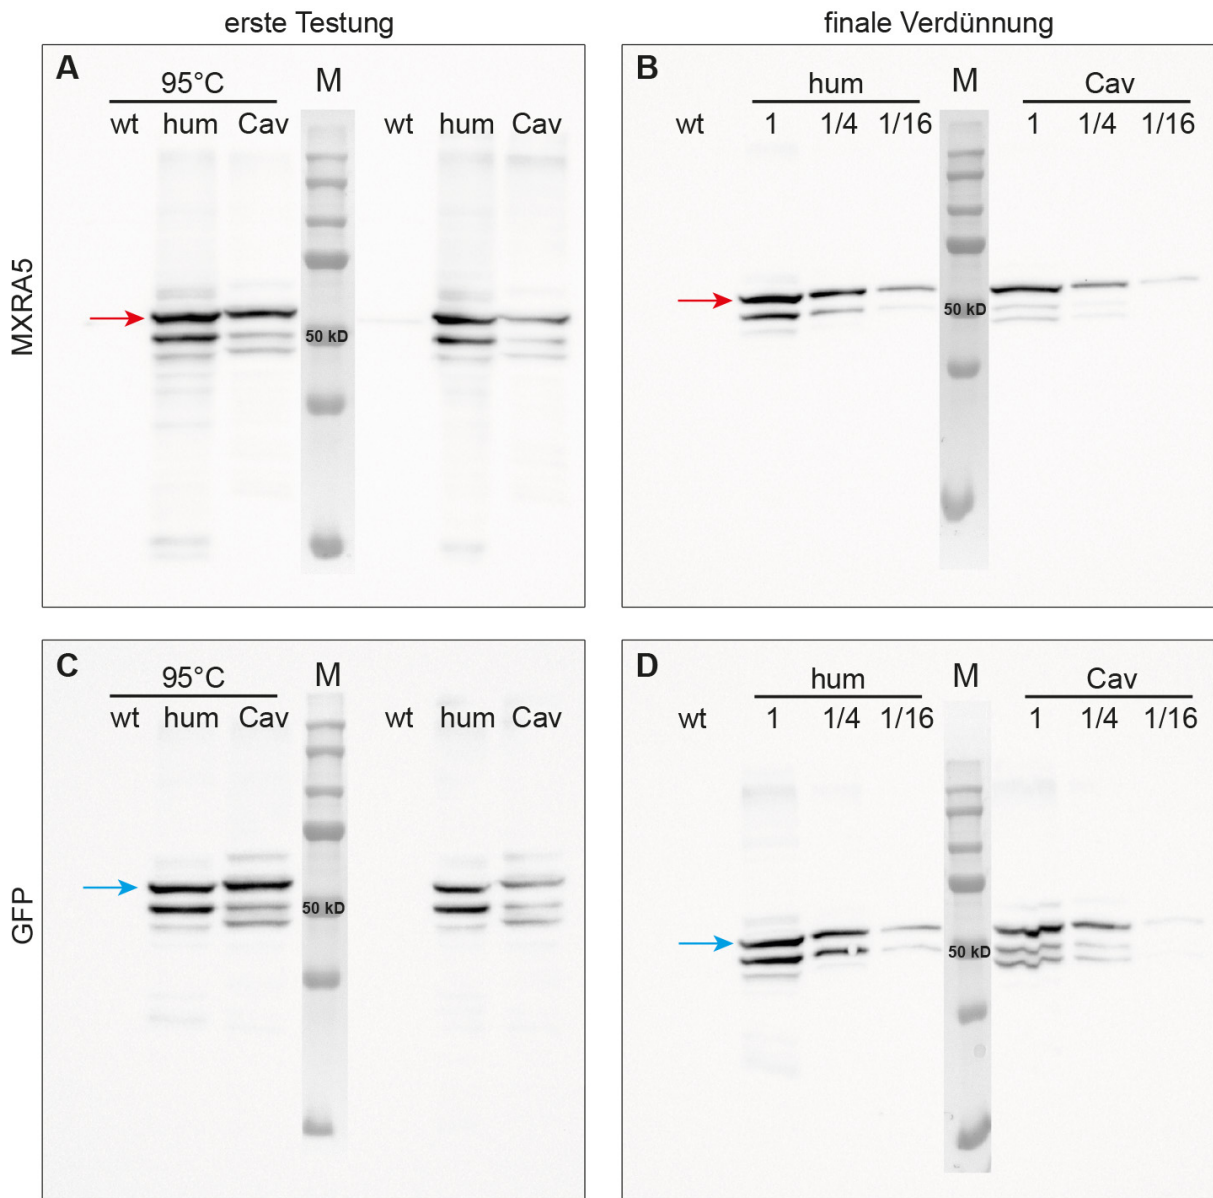 erste Testung
finale Verdünnung
A
95°C
M
wt hum Cav
wt hum Cav
50 kD
MXRA5
B
hum
M
Cav
wt 1 1/4 1/16
1 1/4 1/16
50 kD
C
95°C
M
wt hum Cav
wt hum Cav
50 kD
GFP
D
hum
M
Cav
wt 1 1/4 1/16
1 1/4 1/16
50 kD